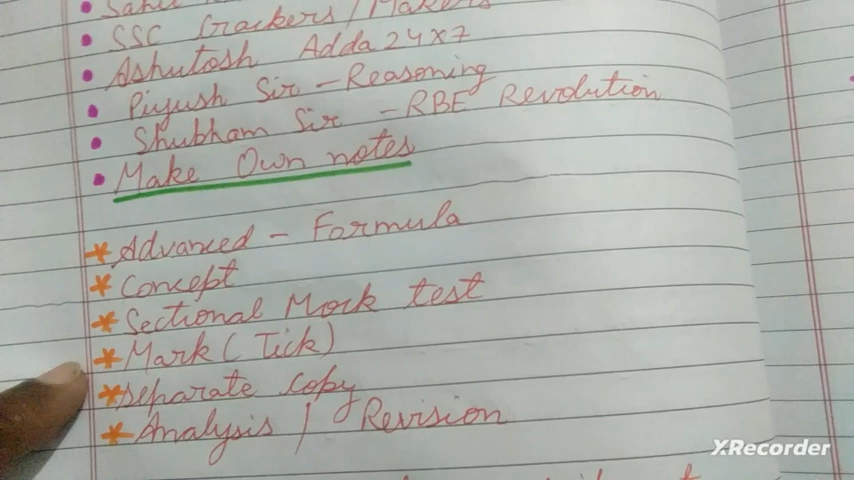 SSC Crackers / Makers
Ashutosh Adda 24x7
Piyush Sir - Reasoning
Shubham Sir - RBE Revolution
Make Own notes
Advanced - Formula
Concept
Sectional Mock test
Mark ( Tick )
separate copy
Analysis / Revision
X.Recorder